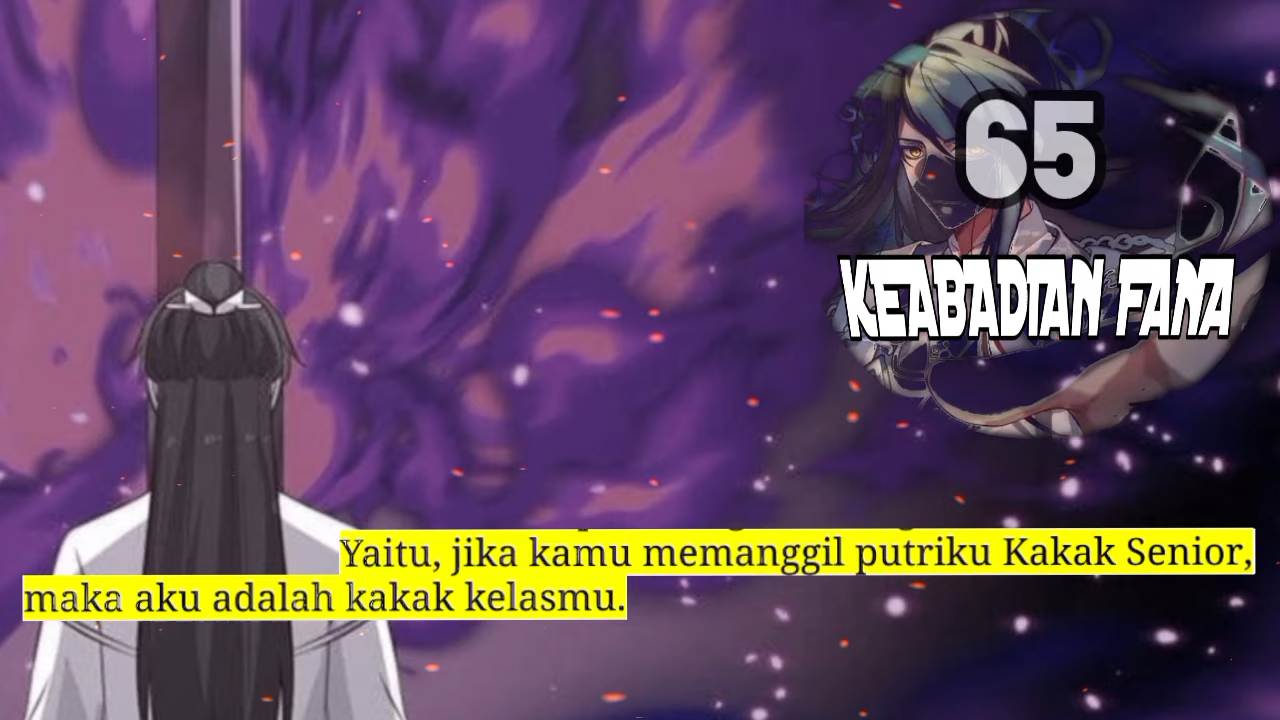 65
KEABADIAN FANA
Yaitu, jika kamu memanggil putriku Kakak Senior,
maka aku adalah kakak kelasmu.